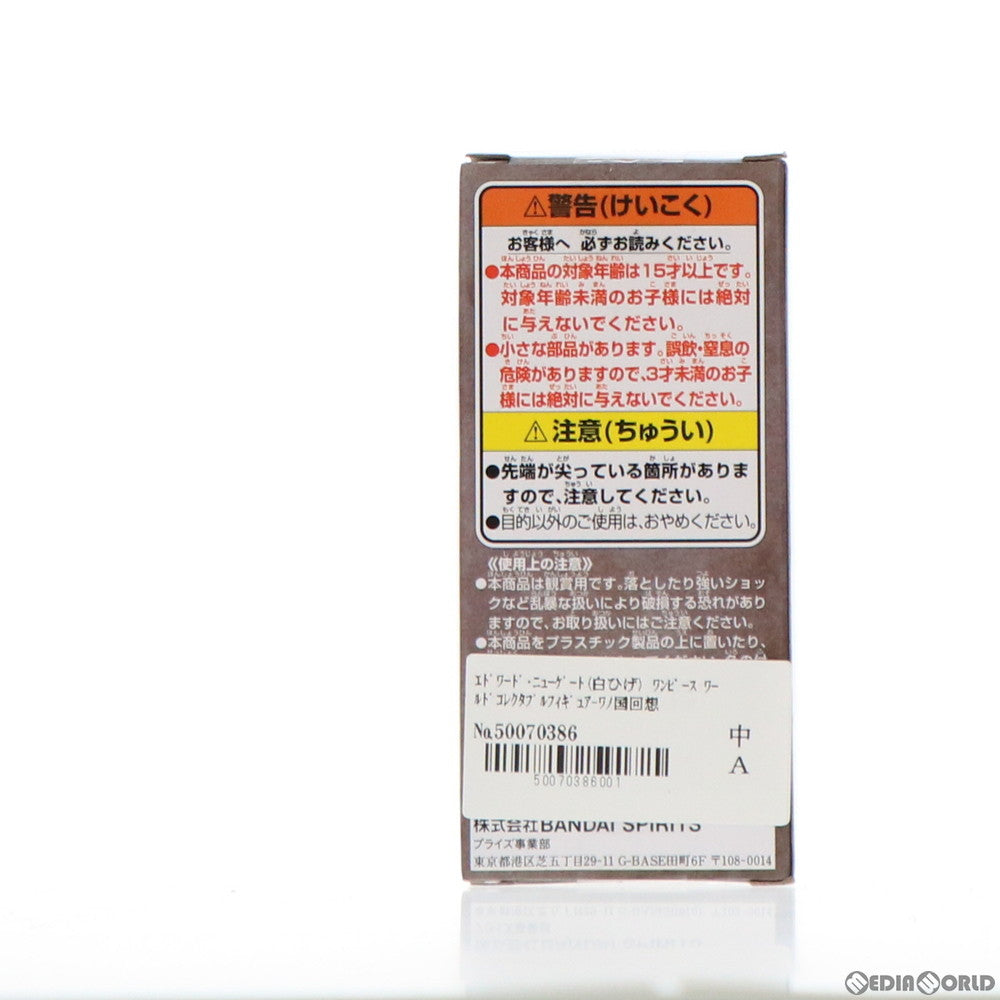 ⚠警告(けいこく)
お客様へ 必ずお読みください。
●本商品の対象年齢は15才以上です。
対象年齢未満のお子様には絶対
に与えないでください。
●小さな部品があります。誤飲・窒息の
危険がありますので、3才未満のお子
様には絶対に与えないでください。
⚠注意(ちゅうい)
●先端が尖っている箇所がありま
すので、注意してください。
●目的以外のご使用は、おやめください。
《使用上の注意》
●本商品は観賞用です。落としたり強いショッ
クなど乱暴な扱いにより破損する恐れがあり
ますので、お取り扱いにはご注意ください。
●本商品をプラスチック製品の上に置いたり、
ｴﾄﾞﾜｰﾄﾞ･ﾆｭｰｹﾞｰﾄ(白ひげ) ﾜﾝﾋﾟｰｽ ﾜｰ
ﾙﾄﾞｺﾚｸﾀﾌﾞﾙﾌｨｷﾞｭｱｰﾜﾉ国回想
№50070386
50070386001
中
A
株式会社BANDAI SPIRITS
プライズ事業部
東京都港区芝五丁目29-11 G-BASE田町6F 〒108-0014
MEDIAWORLD